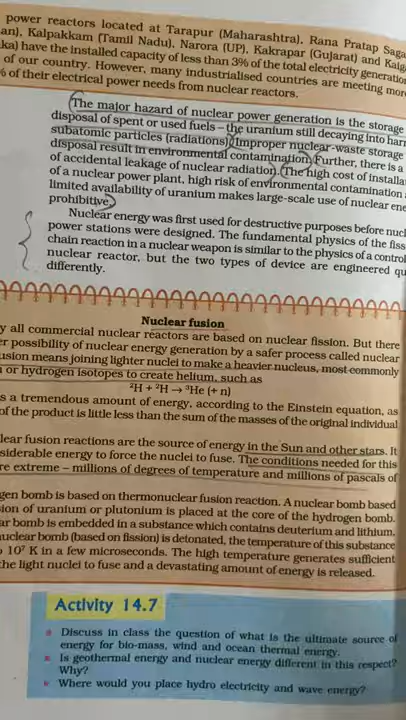 power reactors located at Tarapur (Maharashtra), Rana Pratap Saga
an), Kalpakkam (Tamil Nadu), Narora (UP), Kakrapar (Gujarat) and Kaig
ka) have the installed capacity of less than 3% of the total electricity generatio
of our country. However, many industrialised countries are meeting mor
% of their electrical power needs from nuclear reactors.
The major hazard of nuclear power generation is the storage
disposal of spent or used fuels – the uranium still decaying into har
subatomic particles (radiations). Improper nuclear-waste storage
disposal result in environmental contamination. Further, there is a
of accidental leakage of nuclear radiation. The high cost of installa
of a nuclear power plant, high risk of environmental contamination
limited availability of uranium makes large-scale use of nuclear ene
prohibitive.
Nuclear energy was first used for destructive purposes before nucl
power stations were designed. The fundamental physics of the fiss
chain reaction in a nuclear weapon is similar to the physics of a control
nuclear reactor, but the two types of device are engineered qu
differently.
Nuclear fusion
y all commercial nuclear reactors are based on nuclear fission. But there
er possibility of nuclear energy generation by a safer process called nuclear
usion means joining lighter nuclei to make a heavier nucleus, most commonly
n or hydrogen isotopes to create helium, such as
²H + ²H → ³He (+ n)
s a tremendous amount of energy, according to the Einstein equation, as
of the product is little less than the sum of the masses of the original individual
lear fusion reactions are the source of energy in the Sun and other stars. It
siderable energy to force the nuclei to fuse. The conditions needed for this
re extreme – millions of degrees of temperature and millions of pascals of
gen bomb is based on thermonuclear fusion reaction. A nuclear bomb based
sion of uranium or plutonium is placed at the core of the hydrogen bomb.
ar bomb is embedded in a substance which contains deuterium and lithium.
nuclear bomb (based on fission) is detonated, the temperature of this substance
o 10⁷ K in a few microseconds. The high temperature generates sufficient
the light nuclei to fuse and a devastating amount of energy is released.
Activity 14.7
Discuss in class the question of what is the ultimate source of
energy for bio-mass, wind and ocean thermal energy.
Is geothermal energy and nuclear energy different in this respect?
Why?
Where would you place hydro electricity and wave energy?